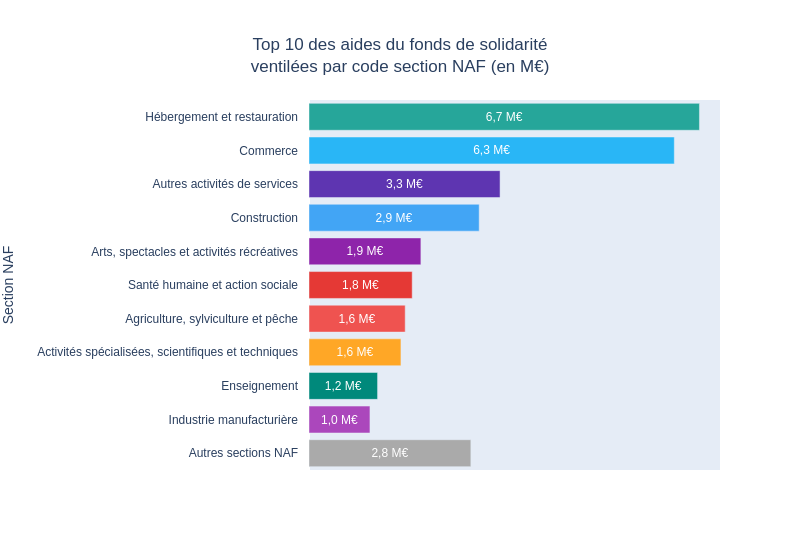 Top 10 des aides du fonds de solidarité
ventilées par code section NAF (en M€)
Section NAF
Hébergement et restauration 6,7 M€
Commerce 6,3 M€
Autres activités de services 3,3 M€
Construction 2,9 M€
Arts, spectacles et activités récréatives 1,9 M€
Santé humaine et action sociale 1,8 M€
Agriculture, sylviculture et pêche 1,6 M€
Activités spécialisées, scientifiques et techniques 1,6 M€
Enseignement 1,2 M€
Industrie manufacturière 1,0 M€
Autres sections NAF 2,8 M€